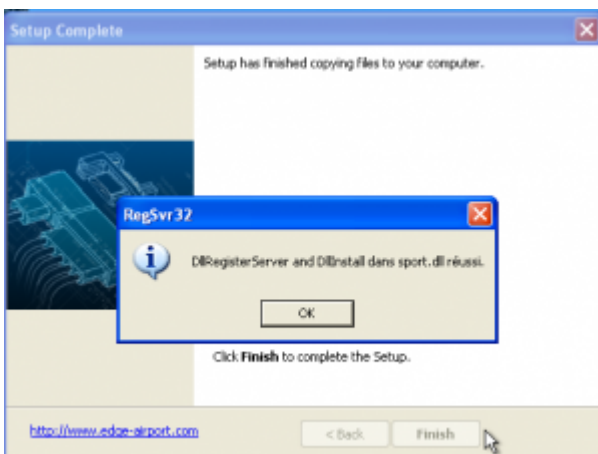 Setup Complete
Setup has finished copying files to your computer.
RegSvr32
DllRegisterServer and DllInstall dans sport.dll réussi.
OK
Click Finish to complete the Setup.
http://www.edge-airport.com
< Back
Finish